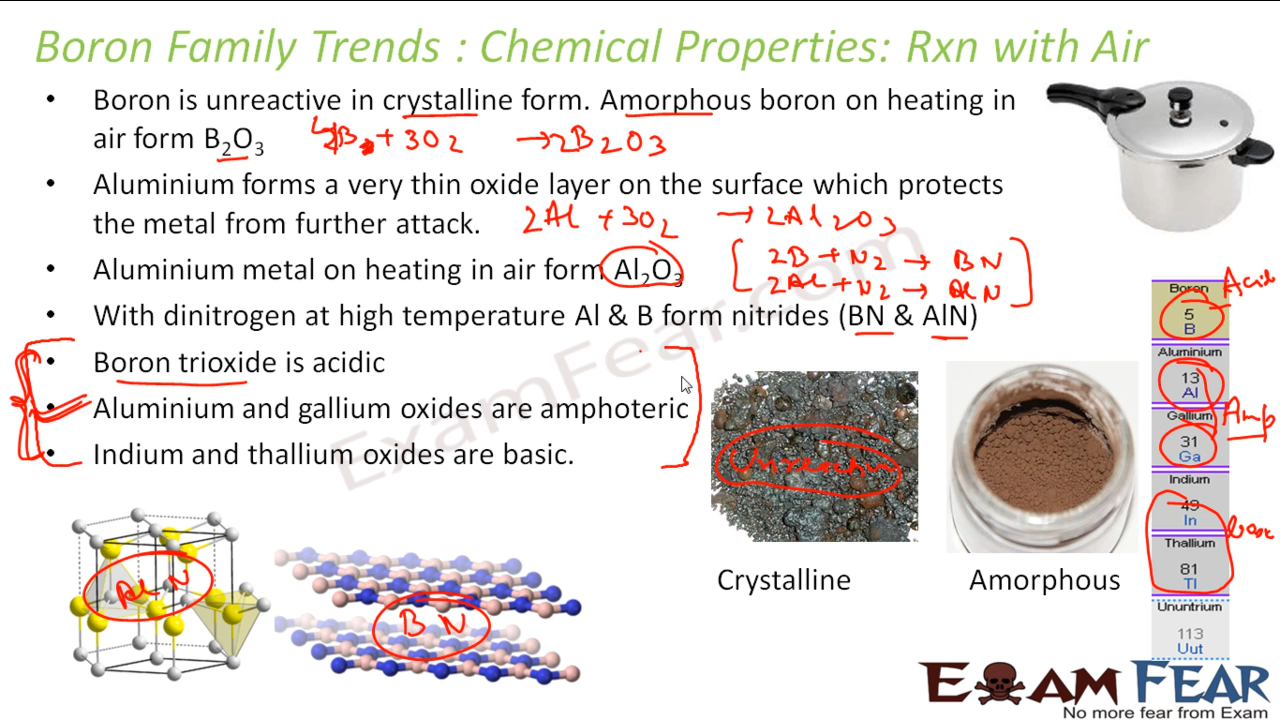 Boron Family Trends : Chemical Properties: Rxn with Air
• Boron is unreactive in crystalline form. Amorphous boron on heating in
air form B₂O₃
4B + 3O₂ → 2B₂O₃
• Aluminium forms a very thin oxide layer on the surface which protects
the metal from further attack.
2Al + 3O₂ → 2Al₂O₃
• Aluminium metal on heating in air form Al₂O₃
2B + N₂ → BN
2Al + N₂ → AlN
• With dinitrogen at high temperature Al & B form nitrides (BN & AlN)
• Boron trioxide is acidic
• Aluminium and gallium oxides are amphoteric
• Indium and thallium oxides are basic.
ExamFear.com
Unreactive
Crystalline
Amorphous
AlN
BN
Boron
5
B
Acid
Aluminium
13
Al
Gallium
31
Ga
Amp
Indium
49
In
Thallium
81
Tl
Ununtrium
113
Uut
EXAM FEAR
No more fear from Exam